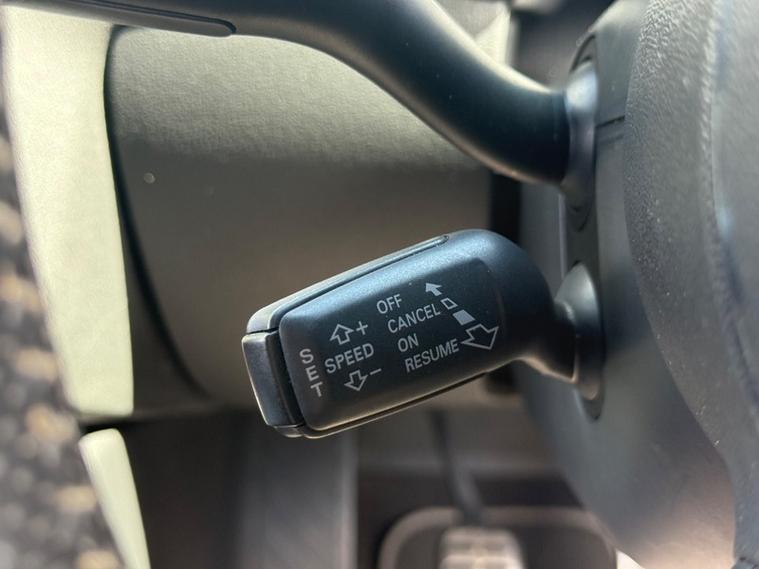 OFF
CANCEL
ON
RESUME
+
SPEED
−
SET